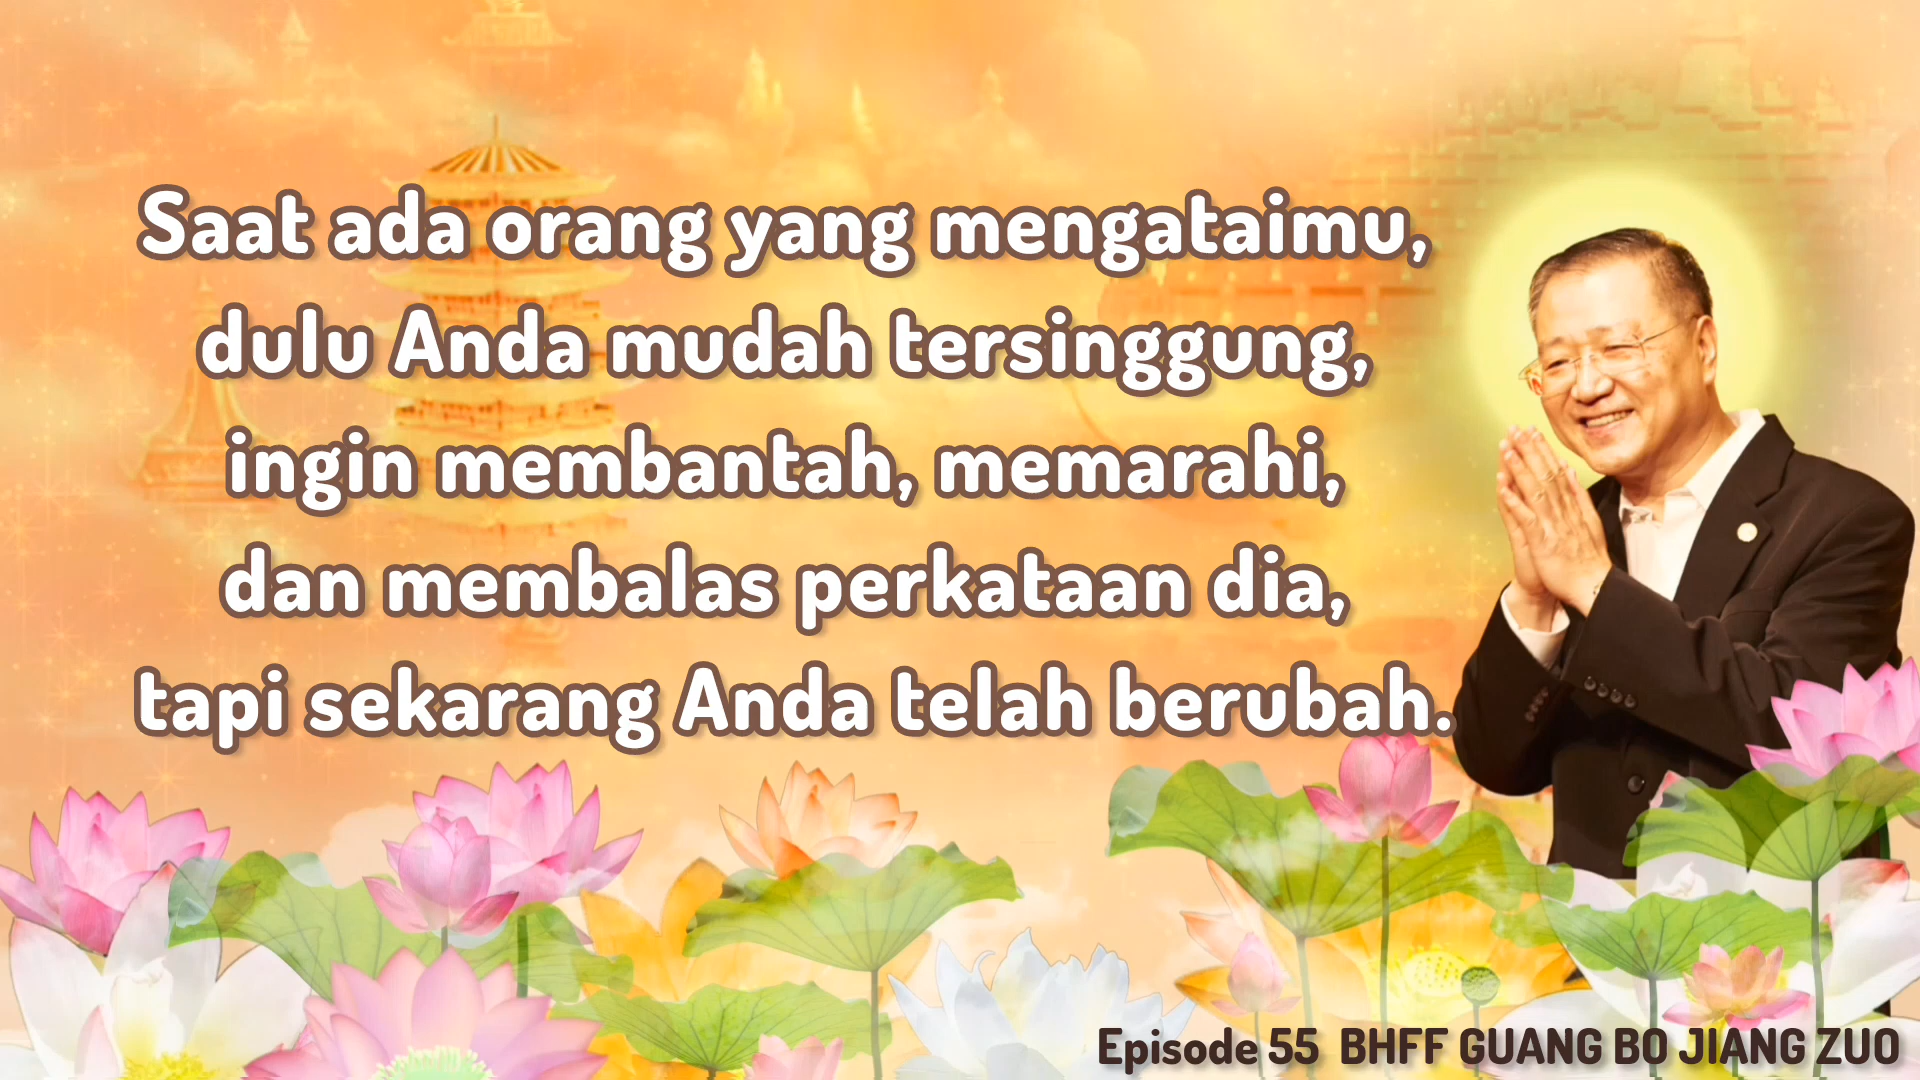 Saat ada orang yang mengataimu,
dulu Anda mudah tersinggung,
ingin membantah, memarahi,
dan membalas perkataan dia,
tapi sekarang Anda telah berubah.
Episode 55 BHFF GUANG BO JIANG ZUO